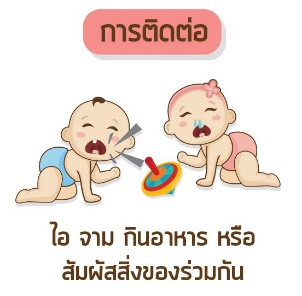 การติดต่อ
ไอ จาม กินอาหาร หรือ
สัมผัสสิ่งของร่วมกัน